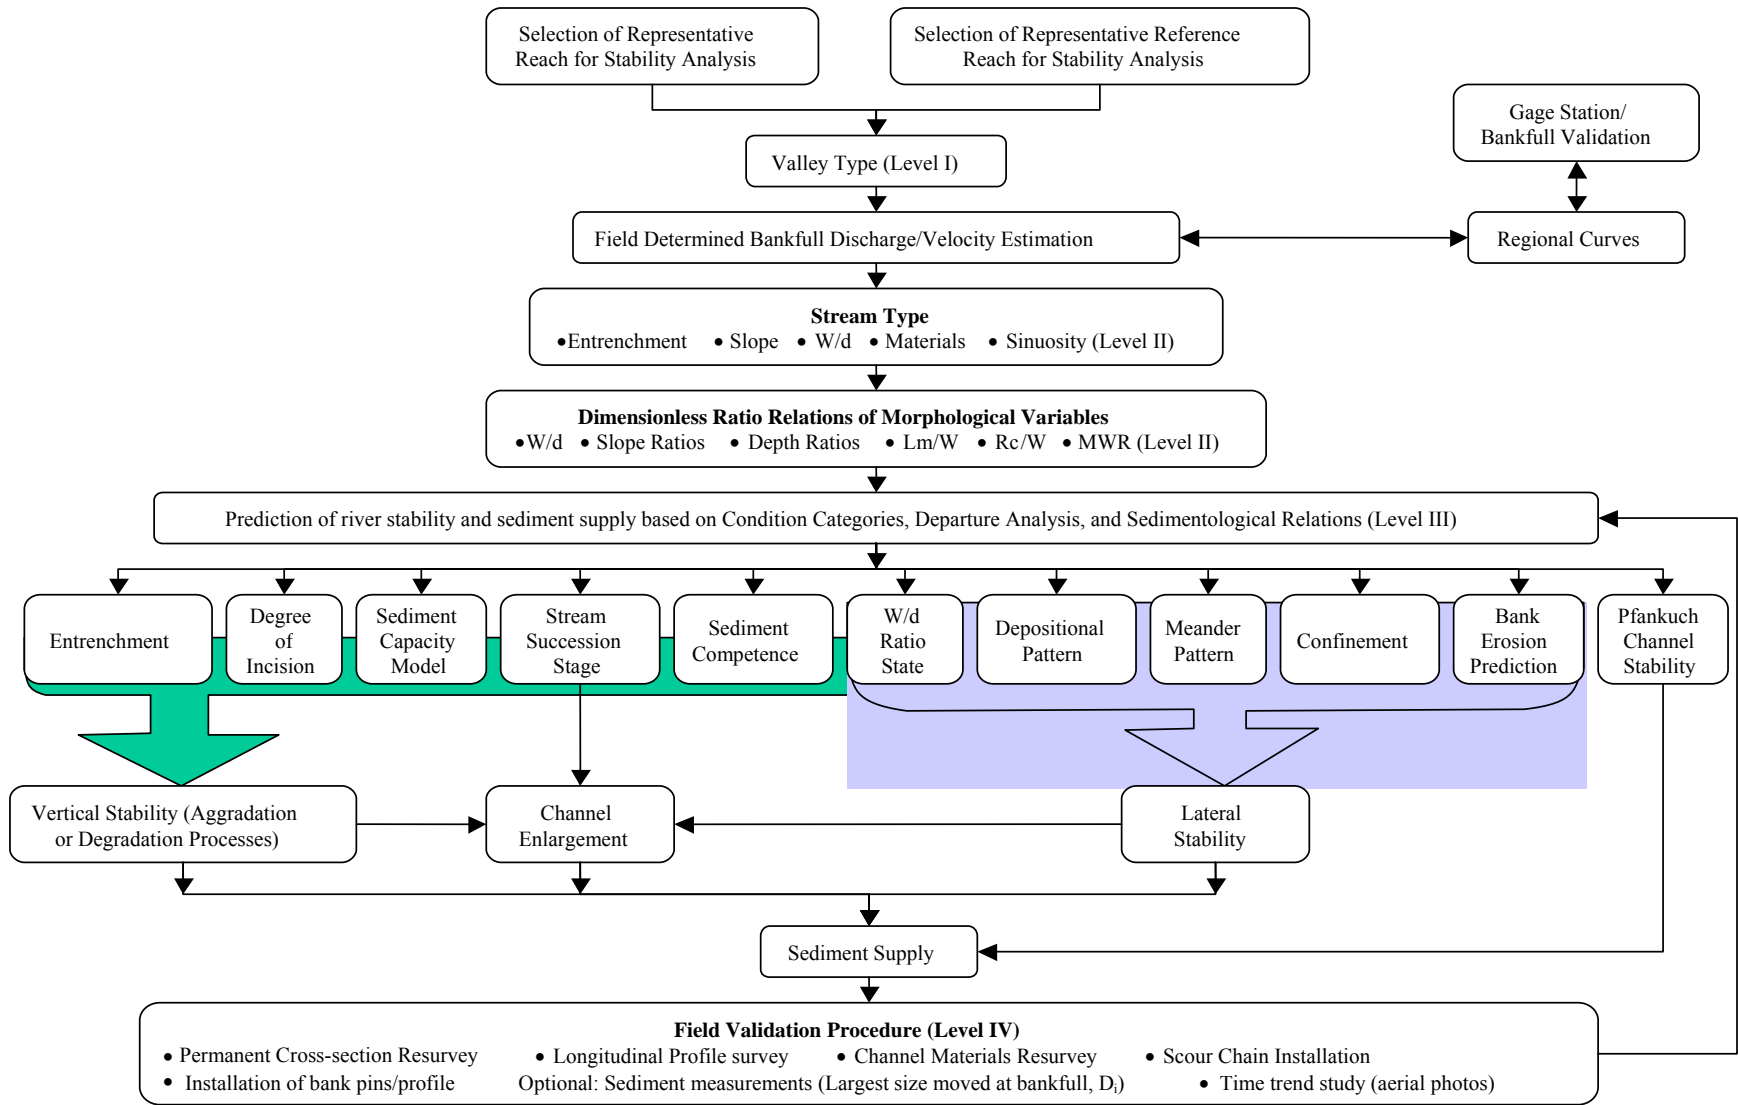 Selection of Representative
Reach for Stability Analysis
Selection of Representative Reference
Reach for Stability Analysis
Gage Station/
Bankfull Validation
Valley Type (Level I)
Field Determined Bankfull Discharge/Velocity Estimation
Regional Curves
Stream Type
•Entrenchment • Slope • W/d • Materials • Sinuosity (Level II)
Dimensionless Ratio Relations of Morphological Variables
•W/d • Slope Ratios • Depth Ratios • Lm/W • Rc/W • MWR (Level II)
Prediction of river stability and sediment supply based on Condition Categories, Departure Analysis, and Sedimentological Relations (Level III)
Entrenchment
Degree
of
Incision
Sediment
Capacity
Model
Stream
Succession
Stage
Sediment
Competence
W/d
Ratio
State
Depositional
Pattern
Meander
Pattern
Confinement
Bank
Erosion
Prediction
Pfankuch
Channel
Stability
Vertical Stability (Aggradation
or Degradation Processes)
Channel
Enlargement
Lateral
Stability
Sediment Supply
Field Validation Procedure (Level IV)
• Permanent Cross-section Resurvey • Longitudinal Profile survey • Channel Materials Resurvey • Scour Chain Installation
• Installation of bank pins/profile Optional: Sediment measurements (Largest size moved at bankfull, Di) • Time trend study (aerial photos)